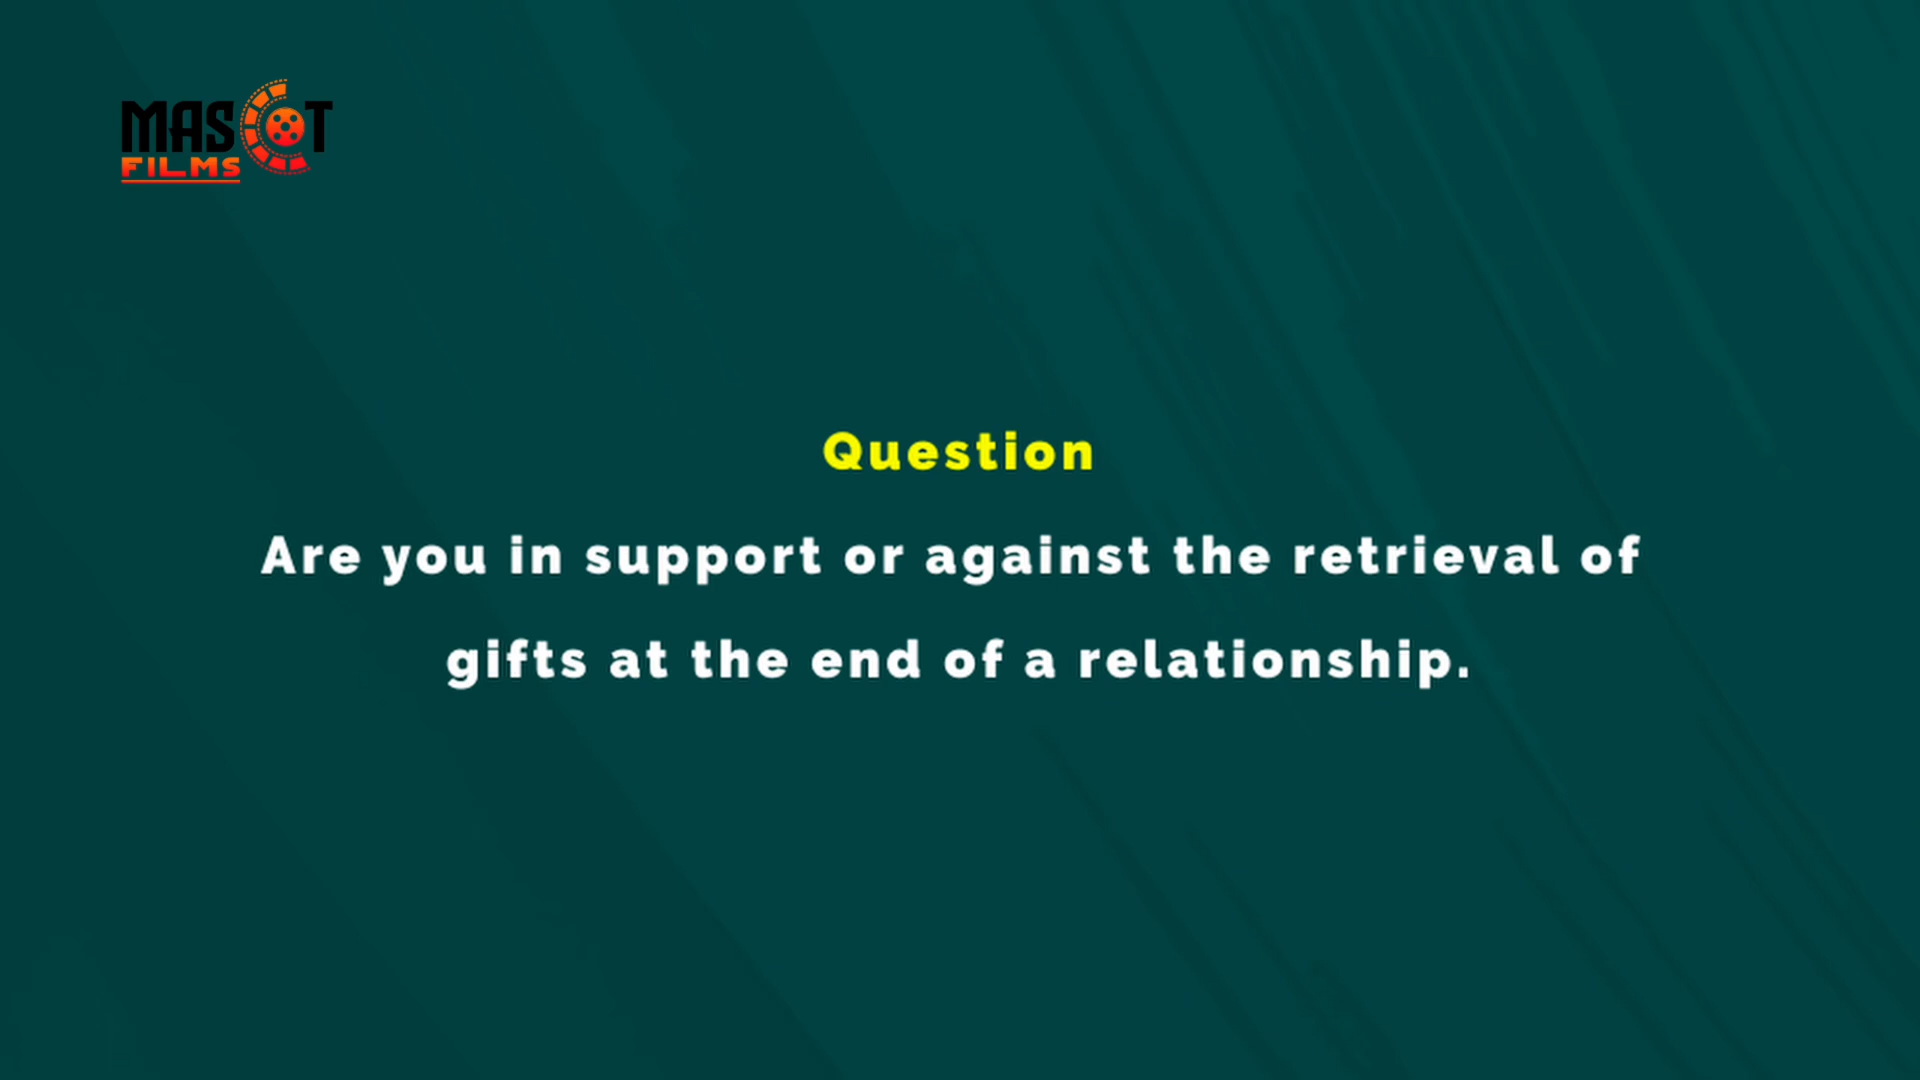 MASCOT
FILMS
Question
Are you in support or against the retrieval of
gifts at the end of a relationship.